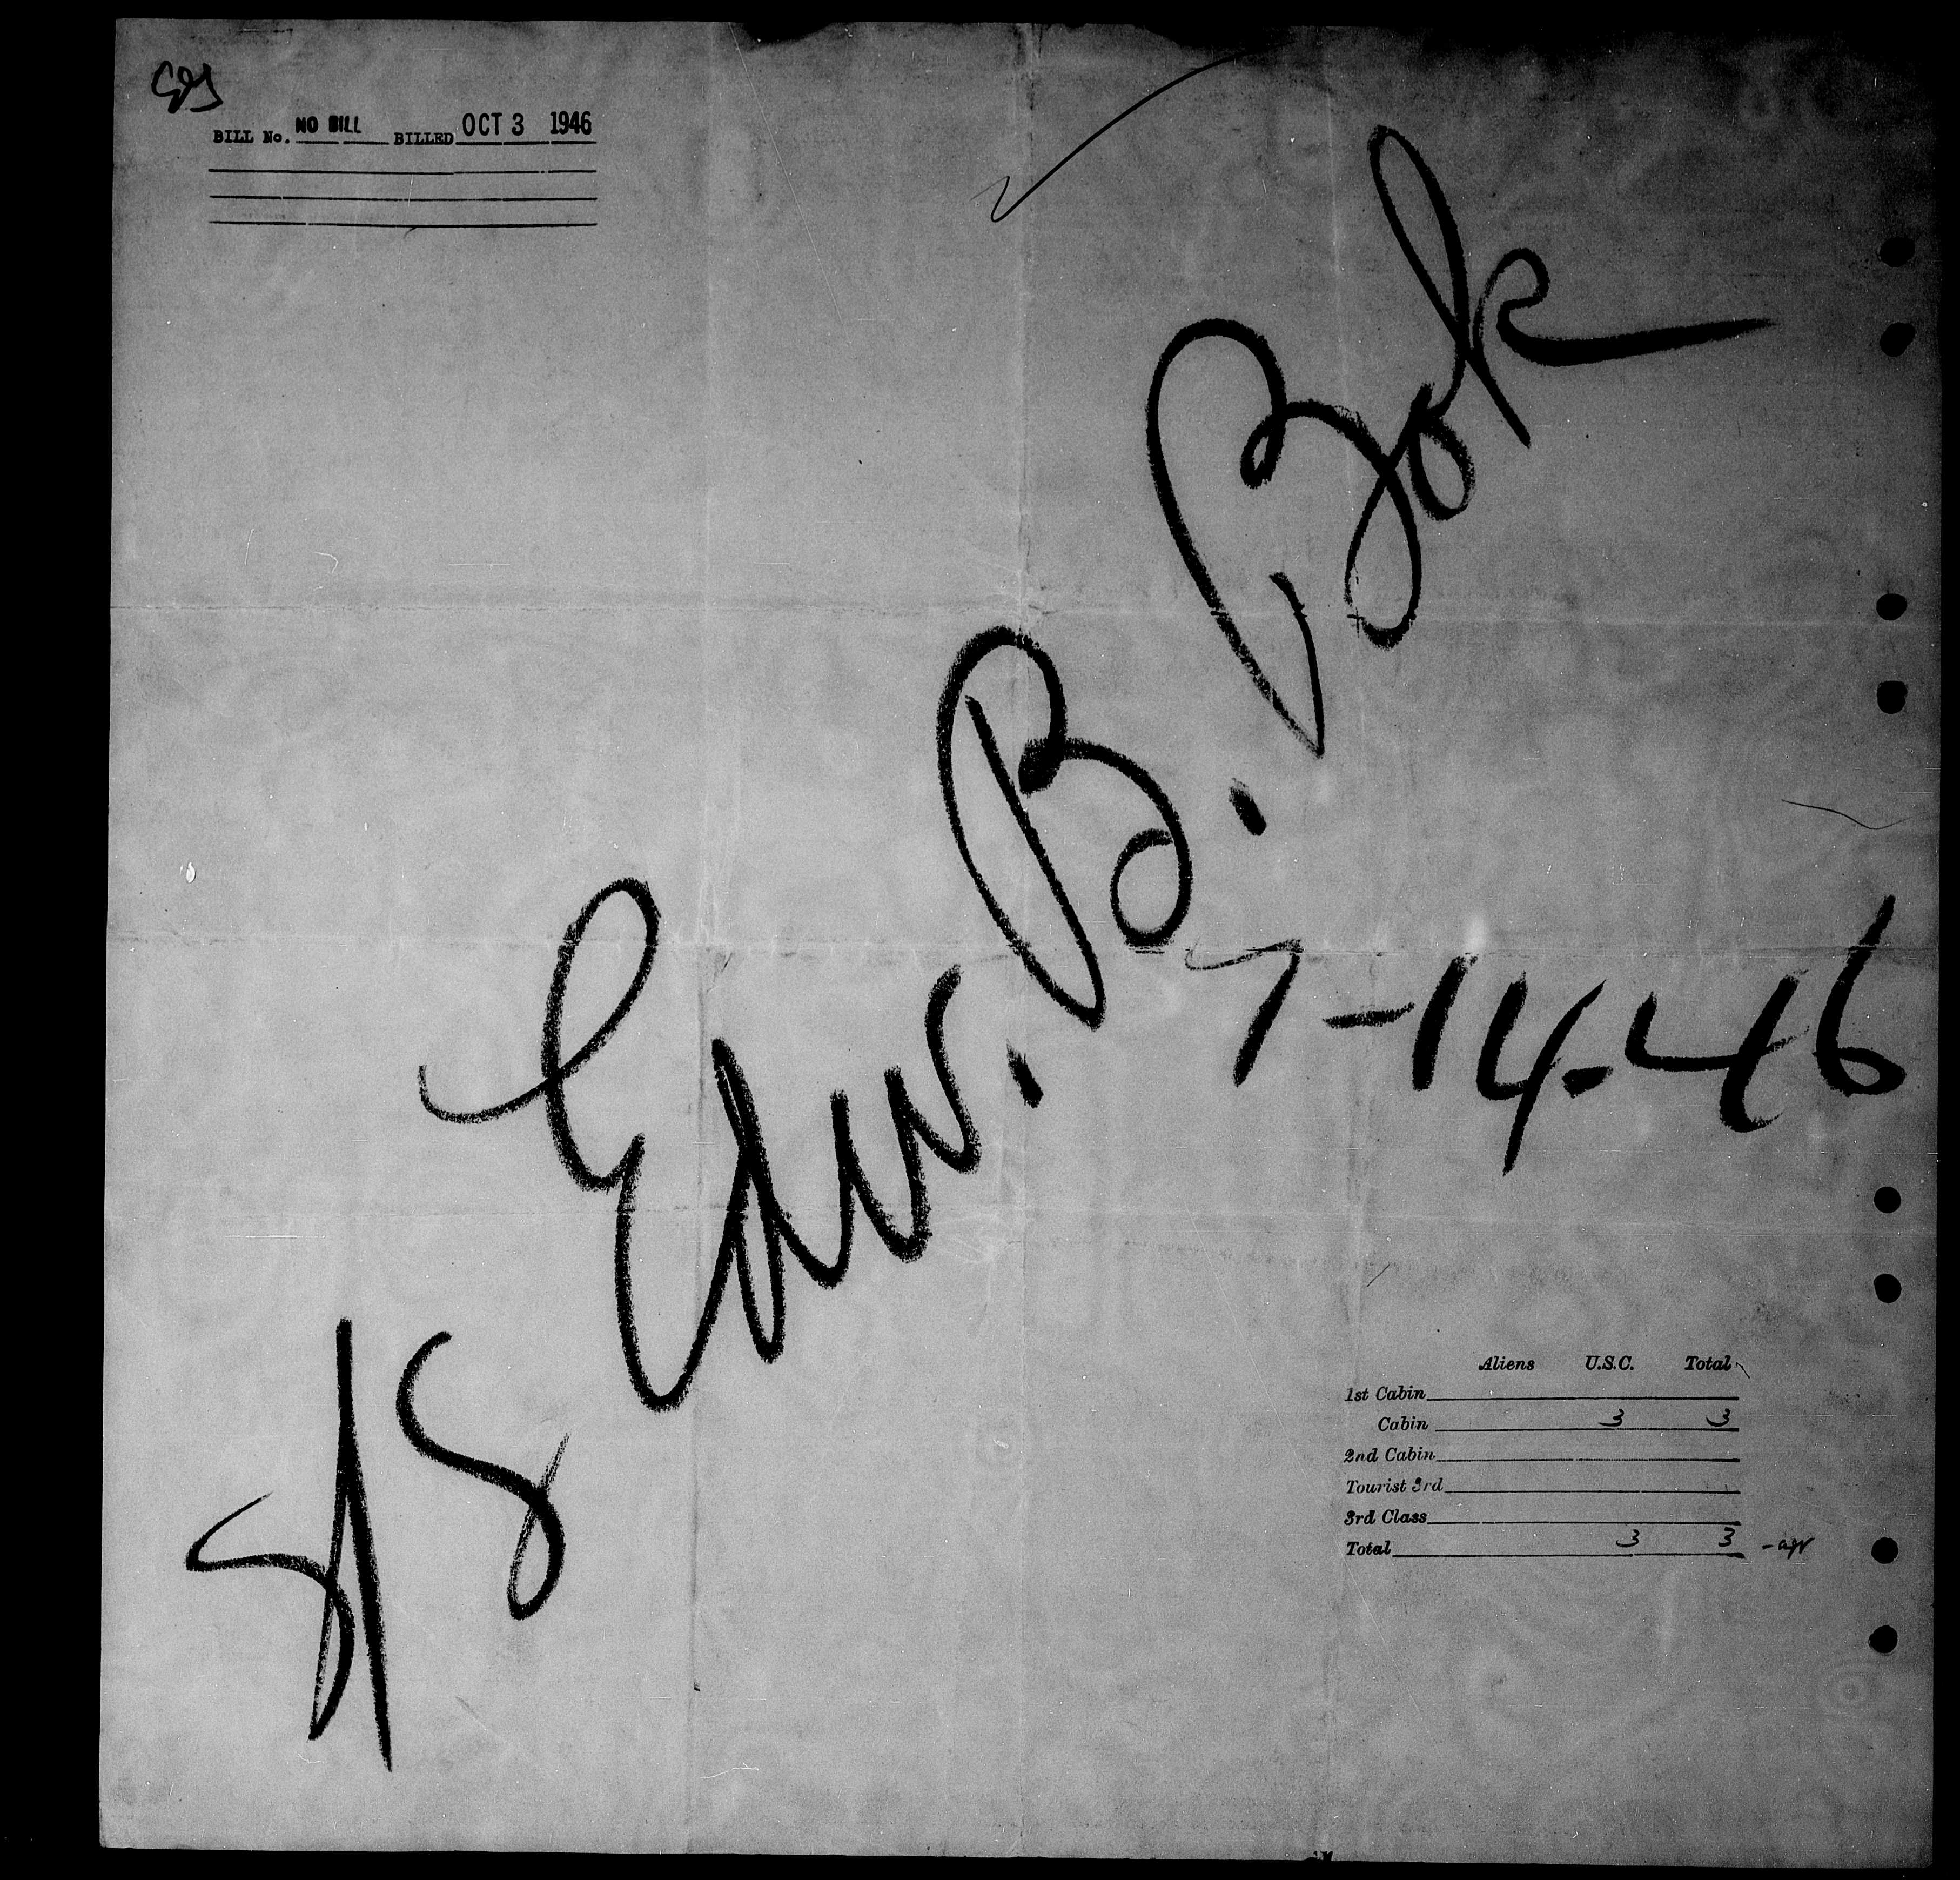 BILL No. NO BILL BILLED OCT 3 1946
SS Edw. B. Bok
7-14-46
Aliens U.S.C. Total
1st Cabin
Cabin 3 3
2nd Cabin
Tourist 3rd
3rd Class
Total 3 3